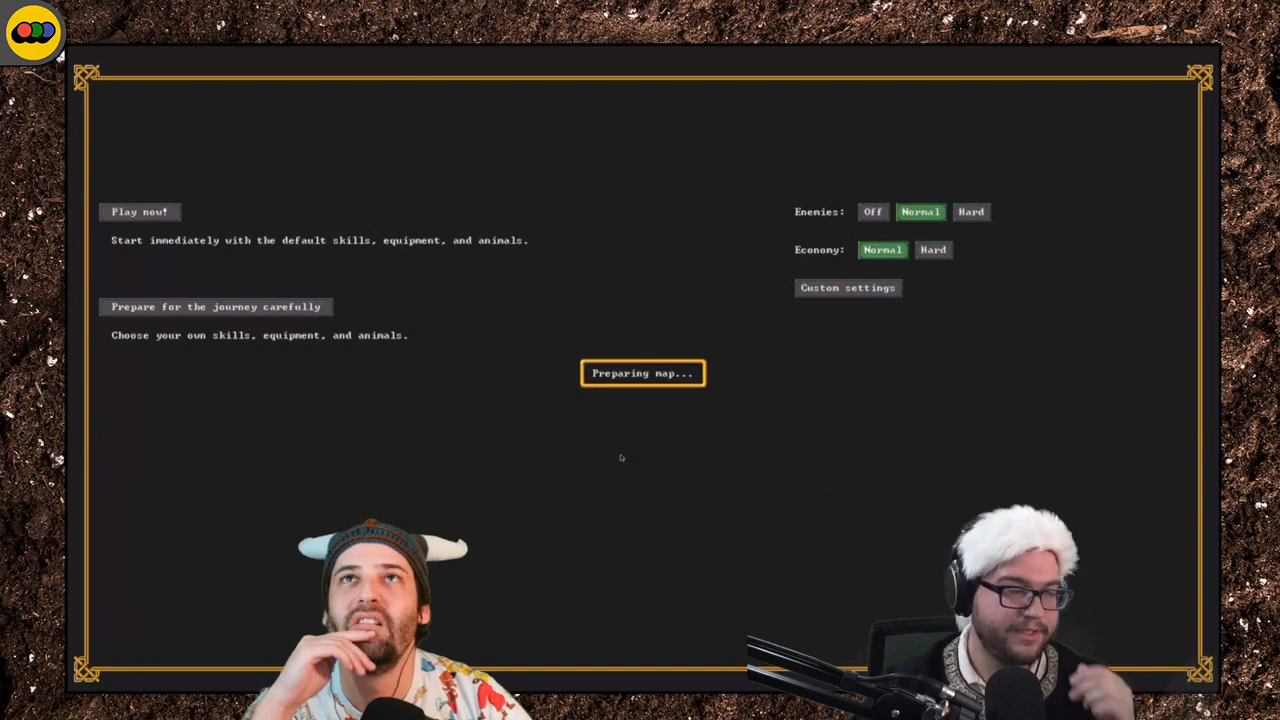 Play now!
Start immediately with the default skills, equipment, and animals.
Prepare for the journey carefully
Choose your own skills, equipment, and animals.
Enemies: Off Normal Hard
Economy: Normal Hard
Custom settings
Preparing map...